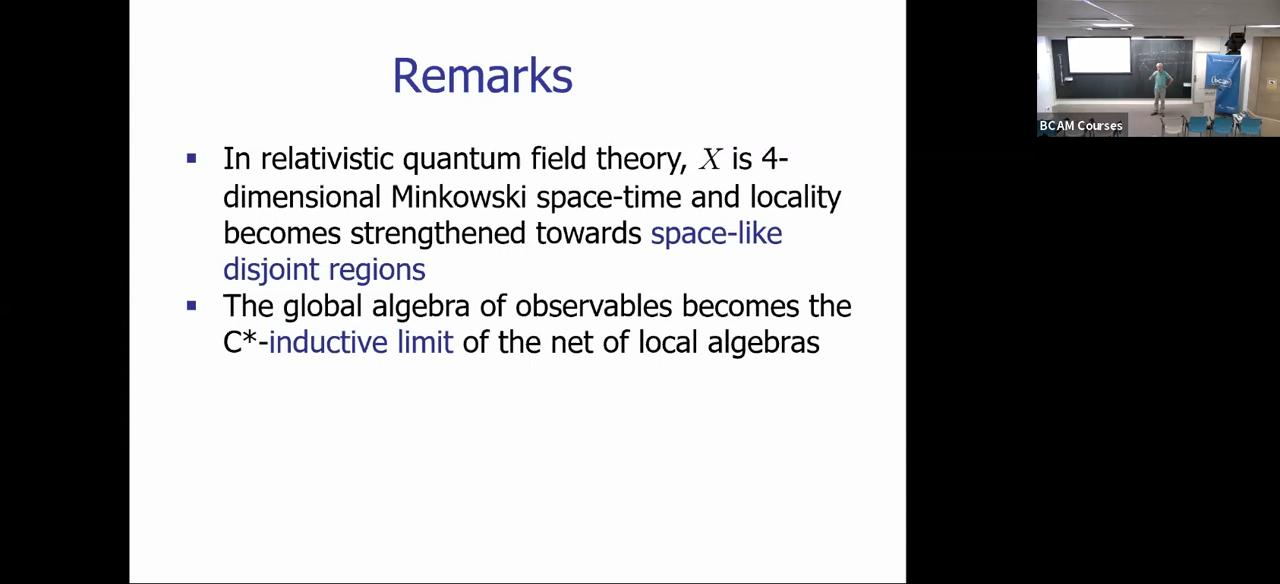 Remarks
▪ In relativistic quantum field theory, X is 4-
dimensional Minkowski space-time and locality
becomes strengthened towards space-like
disjoint regions
▪ The global algebra of observables becomes the
C*-inductive limit of the net of local algebras
BCAM Courses